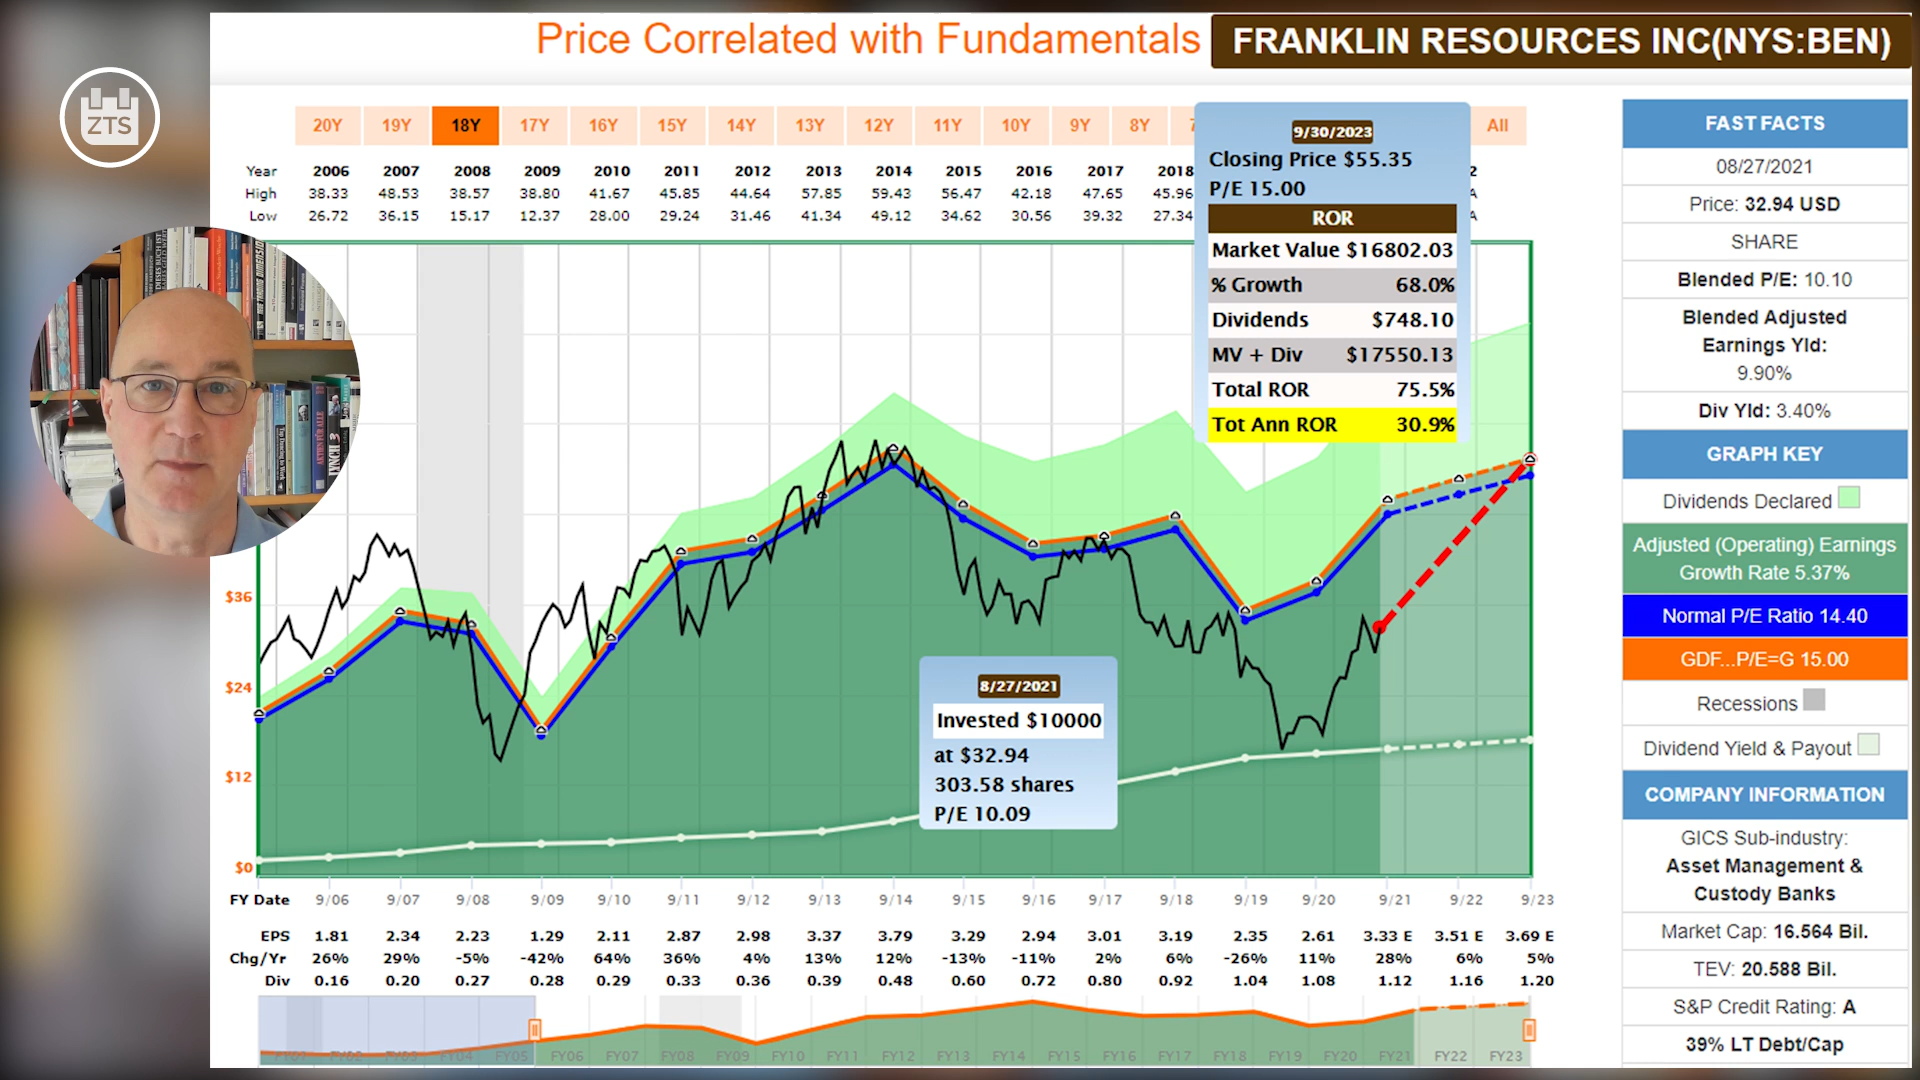 Price Correlated with Fundamentals FRANKLIN RESOURCES INC(NYS:BEN)
ZTS
20Y 19Y 18Y 17Y 16Y 15Y 14Y 13Y 12Y 11Y 10Y 9Y 8Y All
Year 2006 2007 2008 2009 2010 2011 2012 2013 2014 2015 2016 2017 2018
High 38.33 48.53 38.57 38.80 41.67 45.85 44.64 57.85 59.43 56.47 42.18 47.65 45.96
Low 26.72 36.15 15.17 12.37 28.00 29.24 31.46 41.34 49.12 34.62 30.56 39.32 27.34
9/30/2023
Closing Price $55.35
P/E 15.00
ROR
Market Value $16802.03
% Growth 68.0%
Dividends $748.10
MV + Div $17550.13
Total ROR 75.5%
Tot Ann ROR 30.9%
$36
$24
$12
$0
8/27/2021
Invested $10000
at $32.94
303.58 shares
P/E 10.09
FY Date 9/06 9/07 9/08 9/09 9/10 9/11 9/12 9/13 9/14 9/15 9/16 9/17 9/18 9/19 9/20 9/21 9/22 9/23
EPS 1.81 2.34 2.23 1.29 2.11 2.87 2.98 3.37 3.79 3.29 2.94 3.01 3.19 2.35 2.61 3.33 E 3.51 E 3.69 E
Chg/Yr 26% 29% -5% -42% 64% 36% 4% 13% 12% -13% -11% 2% 6% -26% 11% 28% 6% 5%
Div 0.16 0.20 0.27 0.28 0.29 0.33 0.36 0.39 0.48 0.60 0.72 0.80 0.92 1.04 1.08 1.12 1.16 1.20
FY01 FY02 FY03 FY04 FY05 FY06 FY07 FY08 FY09 FY10 FY11 FY12 FY13 FY14 FY15 FY16 FY17 FY18 FY19 FY20 FY21 FY22 FY23
FAST FACTS
08/27/2021
Price: 32.94 USD
SHARE
Blended P/E: 10.10
Blended Adjusted
Earnings Yld:
9.90%
Div Yld: 3.40%
GRAPH KEY
Dividends Declared
Adjusted (Operating) Earnings
Growth Rate 5.37%
Normal P/E Ratio 14.40
GDF...P/E=G 15.00
Recessions
Dividend Yield & Payout
COMPANY INFORMATION
GICS Sub-industry:
Asset Management &
Custody Banks
Market Cap: 16.564 Bil.
TEV: 20.588 Bil.
S&P Credit Rating: A
39% LT Debt/Cap